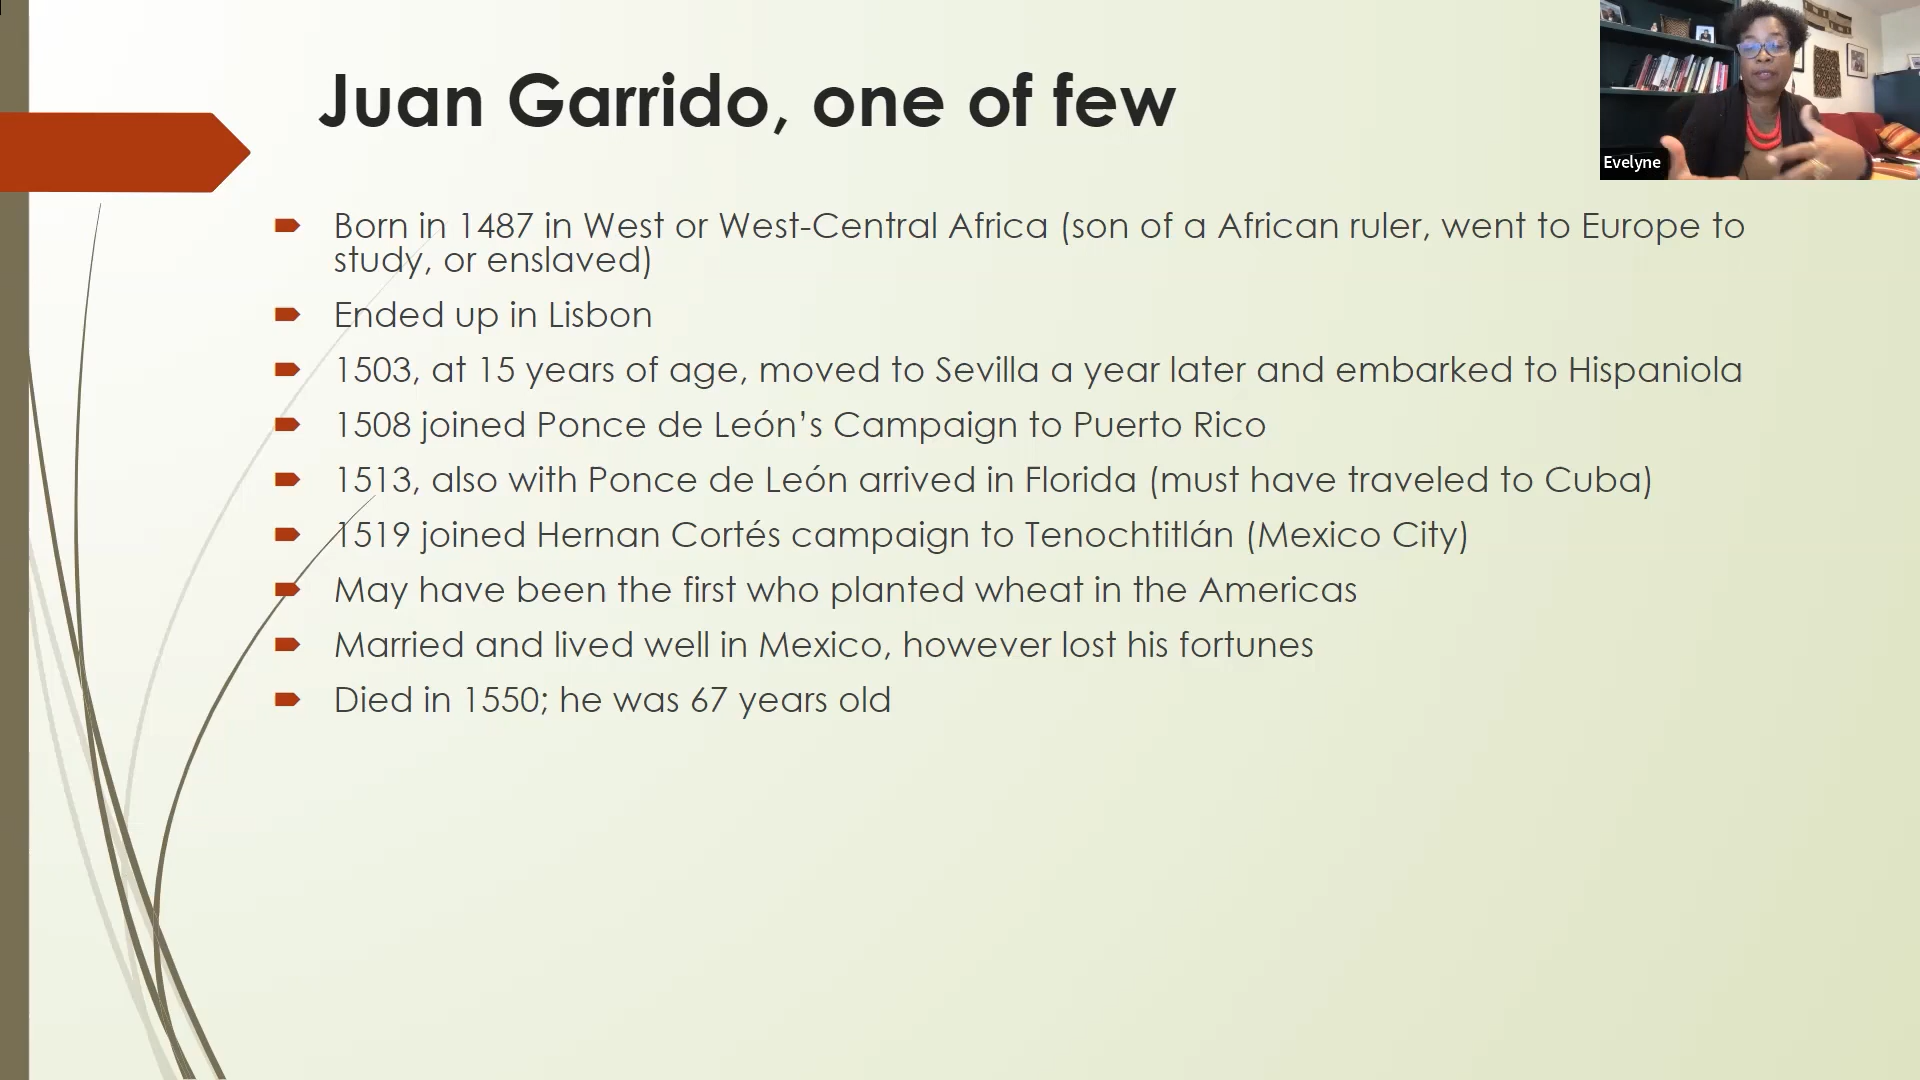 Juan Garrido, one of few
Evelyne
Born in 1487 in West or West-Central Africa (son of a African ruler, went to Europe to
study, or enslaved)
Ended up in Lisbon
1503, at 15 years of age, moved to Sevilla a year later and embarked to Hispaniola
1508 joined Ponce de León’s Campaign to Puerto Rico
1513, also with Ponce de León arrived in Florida (must have traveled to Cuba)
1519 joined Hernan Cortés campaign to Tenochtitlán (Mexico City)
May have been the first who planted wheat in the Americas
Married and lived well in Mexico, however lost his fortunes
Died in 1550; he was 67 years old